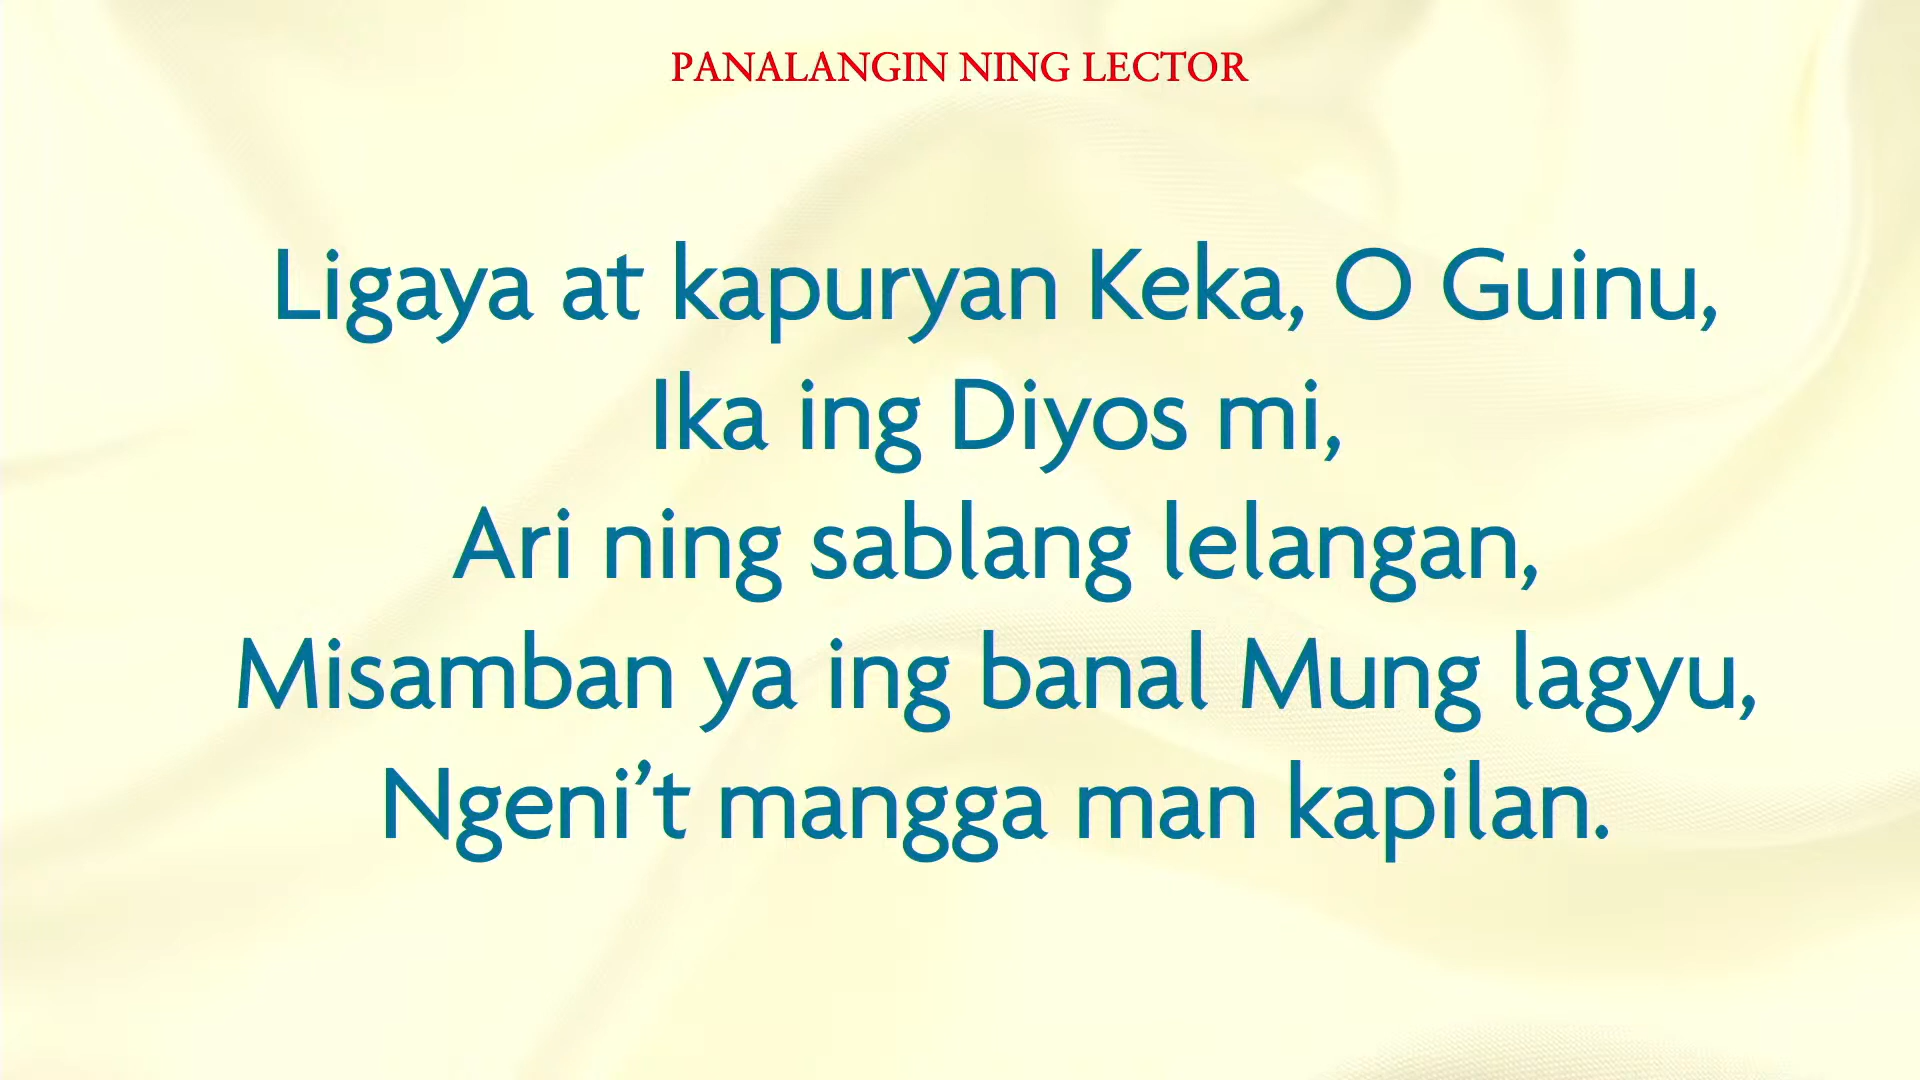 PANALANGIN NING LECTOR
Ligaya at kapuryan Keka, O Guinu,
Ika ing Diyos mi,
Ari ning sablang lelangan,
Misamban ya ing banal Mung lagyu,
Ngeni’t mangga man kapilan.